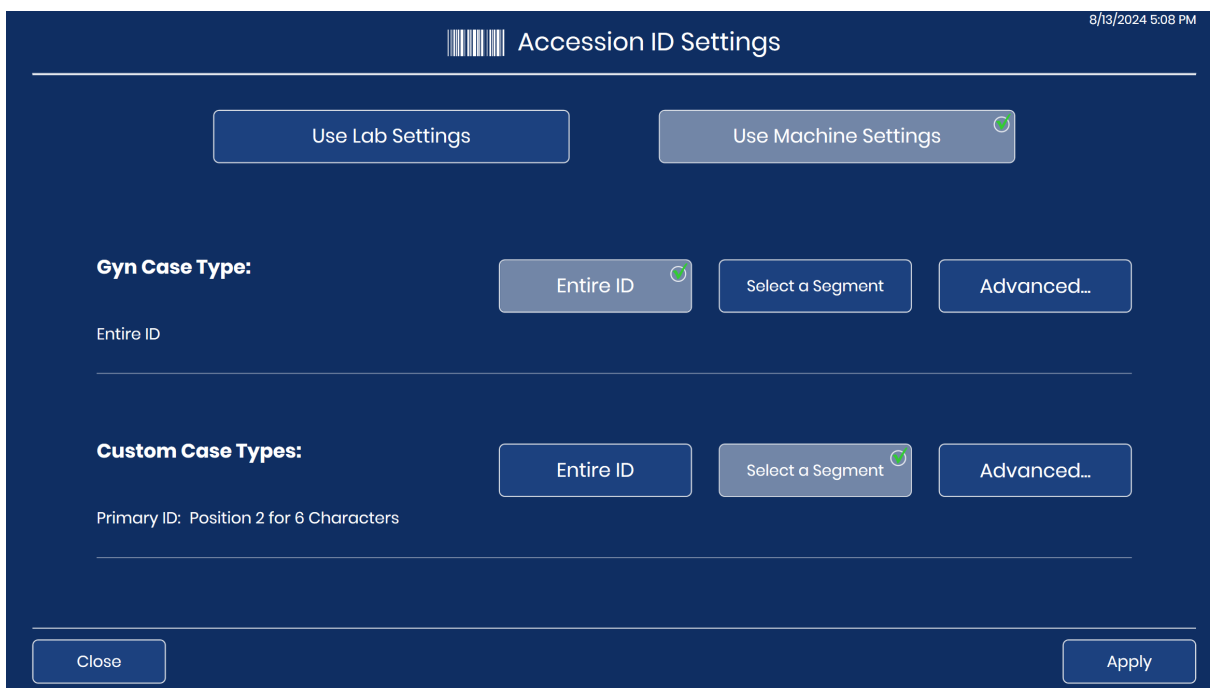 8/13/2024 5:08 PM
Accession ID Settings
Use Lab Settings
Use Machine Settings
Gyn Case Type:
Entire ID
Select a Segment
Advanced...
Entire ID
Custom Case Types:
Entire ID
Select a Segment
Advanced...
Primary ID: Position 2 for 6 Characters
Close
Apply